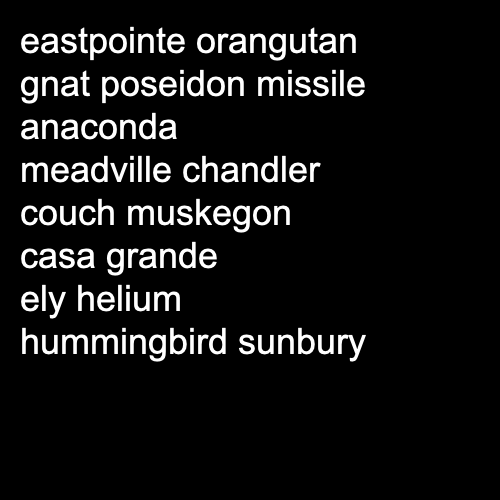 eastpointe orangutan
gnat poseidon missile
anaconda
meadville chandler
couch muskegon
casa grande
ely helium
hummingbird sunbury